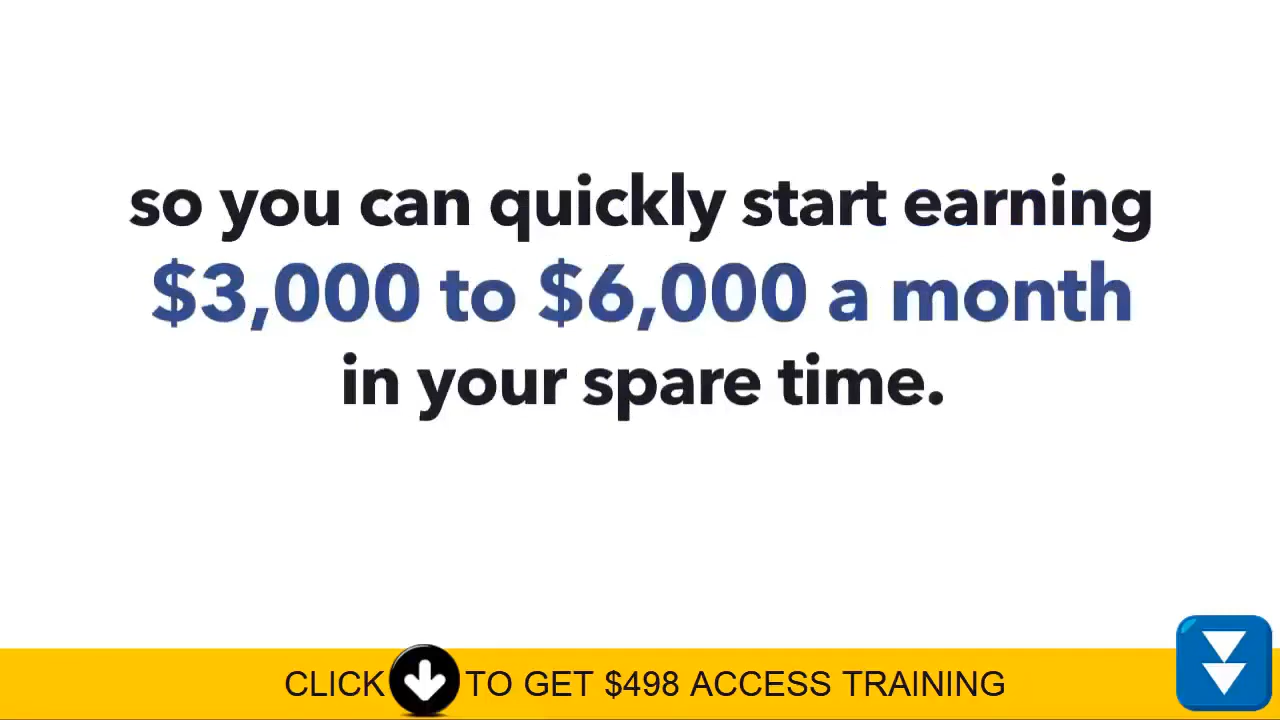 so you can quickly start earning
$3,000 to $6,000 a month
in your spare time.
CLICK TO GET $498 ACCESS TRAINING